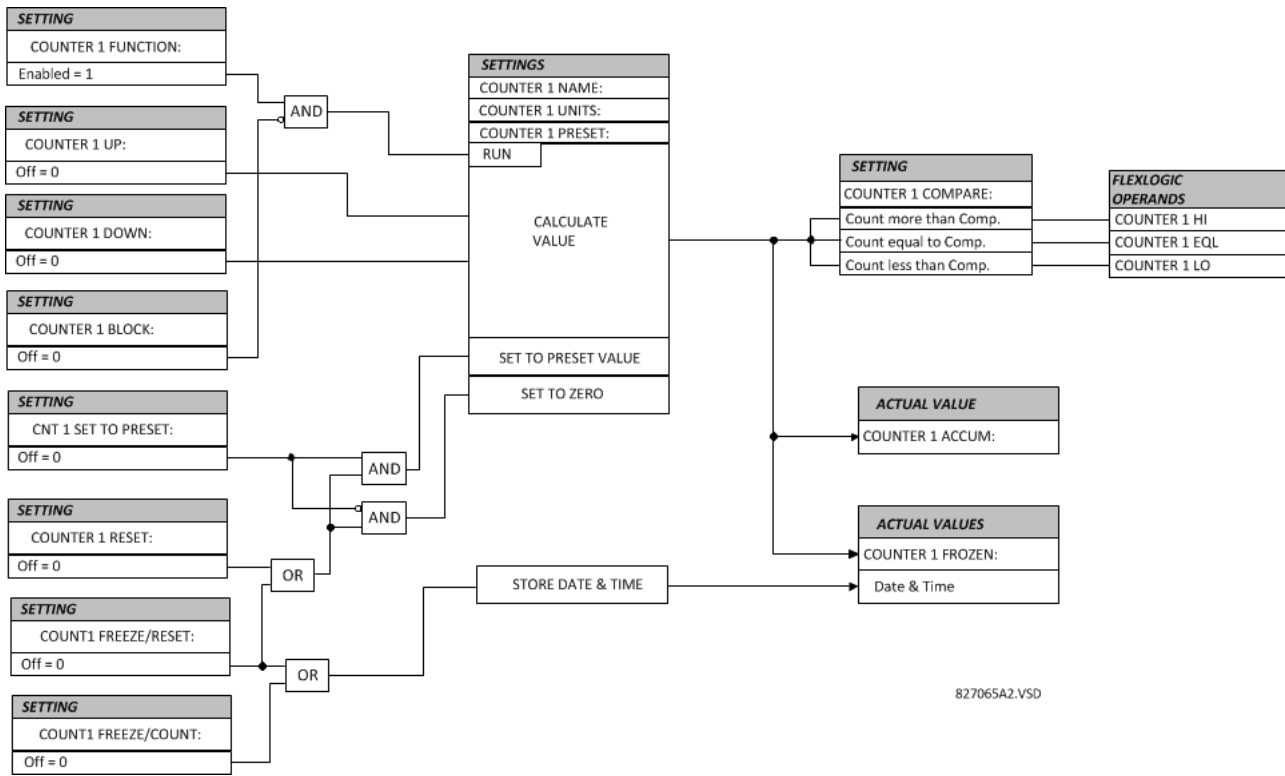 SETTING
COUNTER 1 FUNCTION:
Enabled = 1
SETTING
COUNTER 1 UP:
Off = 0
SETTING
COUNTER 1 DOWN:
Off = 0
SETTING
COUNTER 1 BLOCK:
Off = 0
SETTING
CNT 1 SET TO PRESET:
Off = 0
SETTING
COUNTER 1 RESET:
Off = 0
SETTING
COUNT1 FREEZE/RESET:
Off = 0
SETTING
COUNT1 FREEZE/COUNT:
Off = 0
AND
AND
AND
OR
OR
SETTINGS
COUNTER 1 NAME:
COUNTER 1 UNITS:
COUNTER 1 PRESET:
RUN
CALCULATE
VALUE
SET TO PRESET VALUE
SET TO ZERO
STORE DATE & TIME
SETTING
COUNTER 1 COMPARE:
Count more than Comp.
Count equal to Comp.
Count less than Comp.
FLEXLOGIC
OPERANDS
COUNTER 1 HI
COUNTER 1 EQL
COUNTER 1 LO
ACTUAL VALUE
COUNTER 1 ACCUM:
ACTUAL VALUES
COUNTER 1 FROZEN:
Date & Time
827065A2.VSD